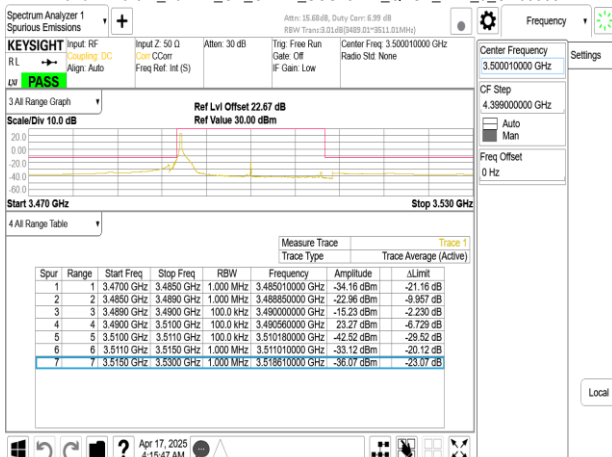 Spectrum Analyzer 1
Spurious Emissions
Attn: 15.68dB, Duty Corr: 6.99 dB
RBW Trans:3.01dB(3489.01~3511.01MHz)
Frequency
KEYSIGHT
RL
PASS
Input: RF
Coupling: DC
Align: Auto
Input Z: 50 Ω
Corr CCorr
Freq Ref: Int (S)
Atten: 30 dB
Trig: Free Run
Gate: Off
IF Gain: Low
Center Freq: 3.500010000 GHz
Radio Std: None
Center Frequency
3.500010000 GHz
Settings
CF Step
4.399000000 GHz
Auto
Man
Freq Offset
0 Hz
Local
3 All Range Graph
Scale/Div 10.0 dB
Ref Lvl Offset 22.67 dB
Ref Value 30.00 dBm
20.0
0.00
-20.0
-40.0
-60.0
Start 3.470 GHz
Stop 3.530 GHz
4 All Range Table
Measure Trace Trace 1
Trace Type Trace Average (Active)
Spur Range Start Freq Stop Freq RBW Frequency Amplitude ΔLimit
1 1 3.4700 GHz 3.4850 GHz 1.000 MHz 3.485010000 GHz -34.16 dBm -21.16 dB
2 2 3.4850 GHz 3.4890 GHz 1.000 MHz 3.488850000 GHz -22.96 dBm -9.957 dB
3 3 3.4890 GHz 3.4900 GHz 100.0 kHz 3.490000000 GHz -15.23 dBm -2.230 dB
4 4 3.4900 GHz 3.5100 GHz 100.0 kHz 3.490560000 GHz 23.27 dBm -6.729 dB
5 5 3.5100 GHz 3.5110 GHz 100.0 kHz 3.510180000 GHz -42.52 dBm -29.52 dB
6 6 3.5110 GHz 3.5150 GHz 1.000 MHz 3.511010000 GHz -33.12 dBm -20.12 dB
7 7 3.5150 GHz 3.5300 GHz 1.000 MHz 3.518610000 GHz -36.07 dBm -23.07 dB
Apr 17, 2025
4:15:47 AM